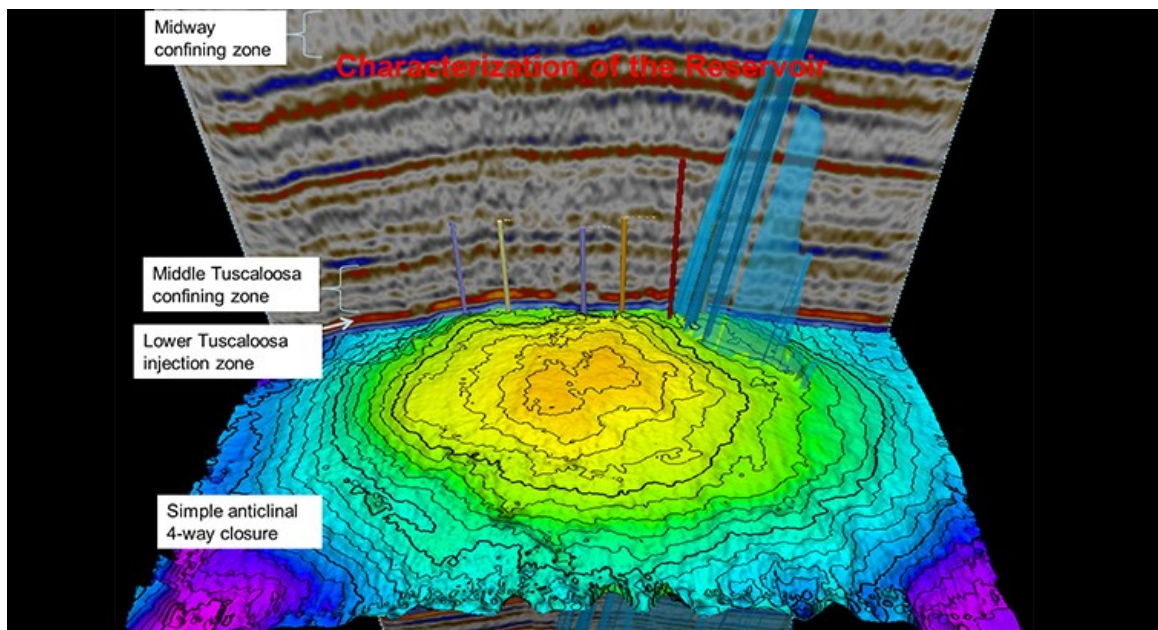 Midway
confining zone
Characterization of the Reservoir
Middle Tuscaloosa
confining zone
Lower Tuscaloosa
injection zone
Simple anticlinal
4-way closure